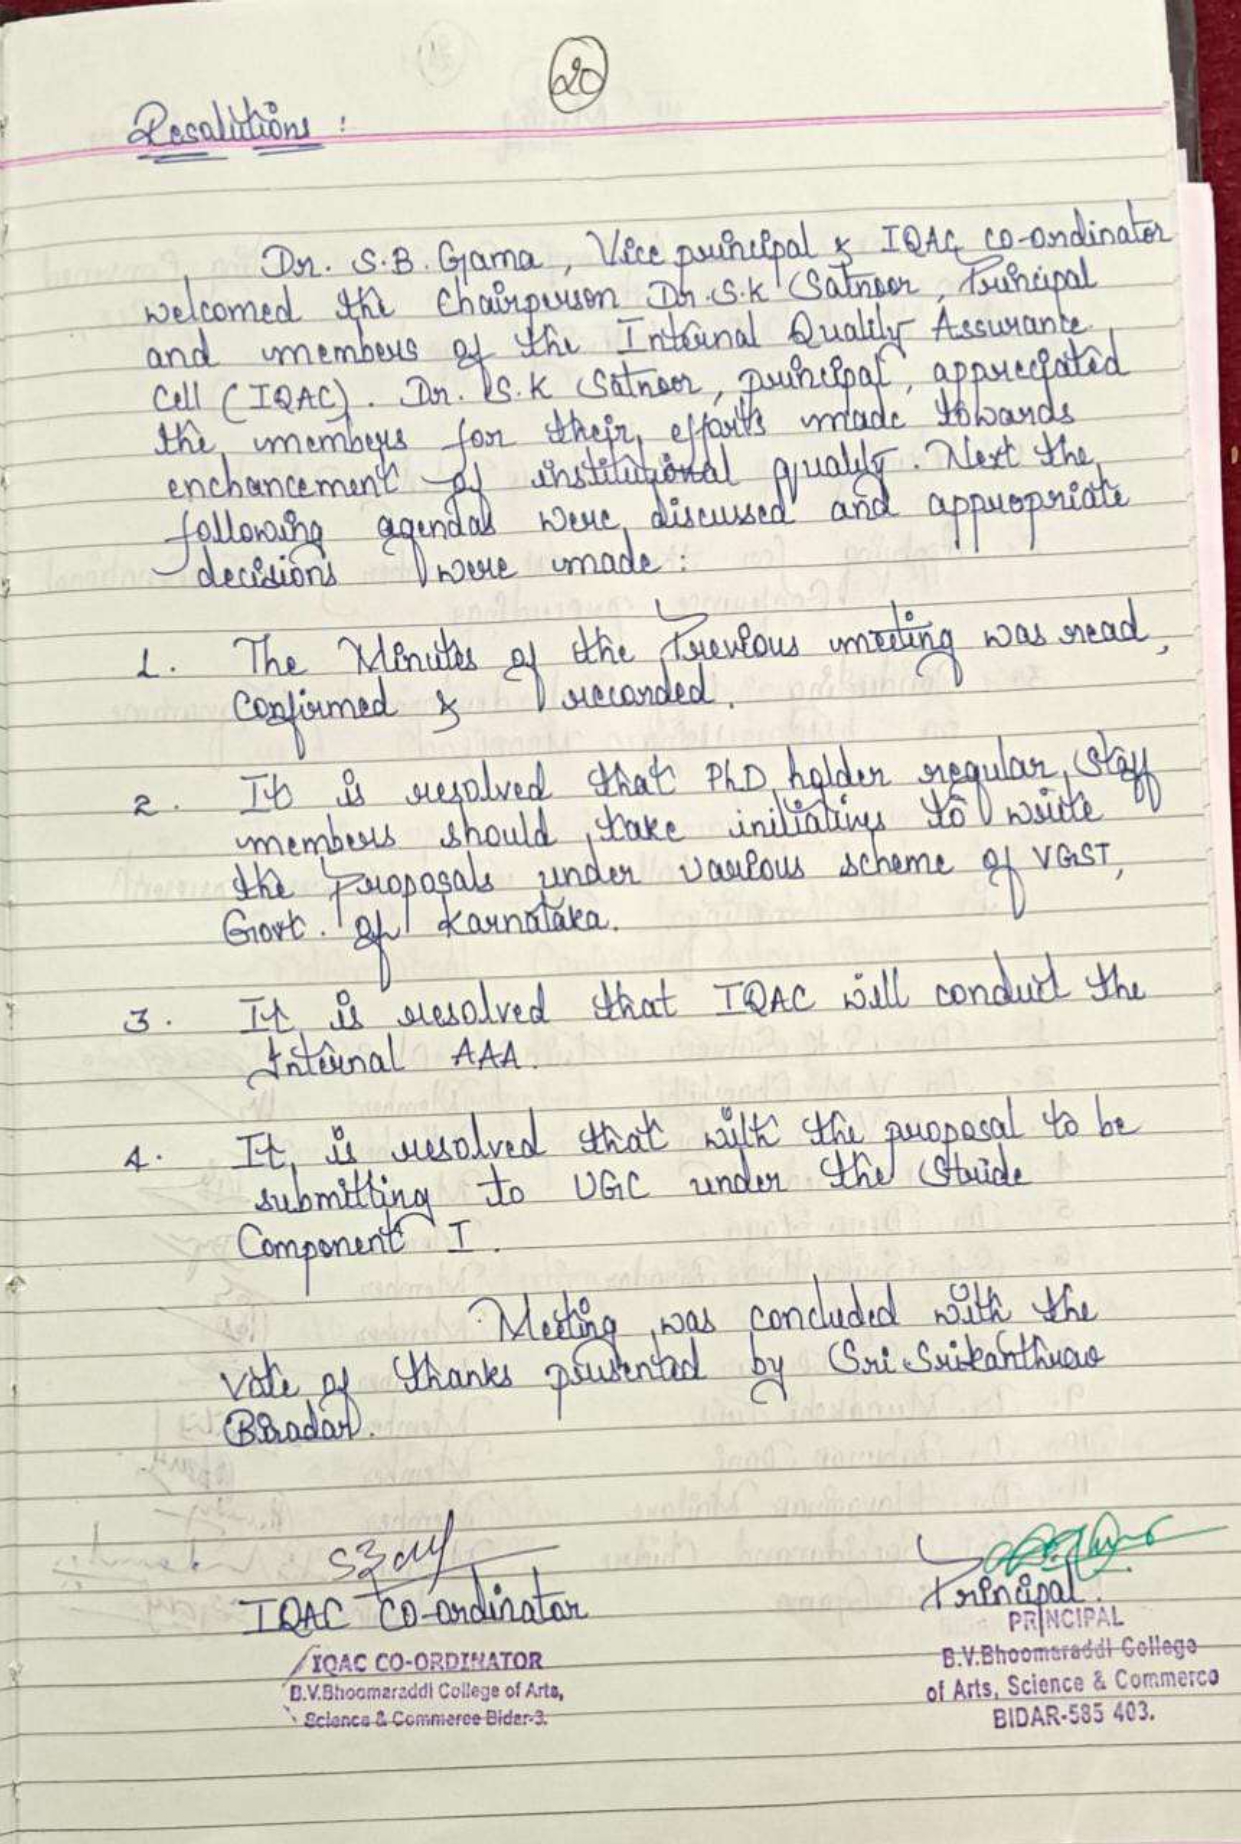 20
Resalutions :
Dr. S.B. Gama, Vice principal & IQAC co-ordinator
welcomed the Chairperson Dr. S.K Satnoor, Principal
and members of the Internal Quality Assurance
Cell (IQAC). Dr. S.K Satnoor, principal, appreciated
the members for their efforts made towards
enchancement of institutional quality. Next the
following agendas were discussed and appropriate
decisions were made:
1. The Minutes of the Previous meeting was read,
Confirmed & recorded.
2. It is resolved that PhD holder regular staff
members should take initiatives to write
the proposals under various scheme of VGST,
Govt. of Karnataka.
3. It is resolved that IQAC will conduct the
Internal AAA.
4. It is resolved that with the proposal to be
submitting to UGC under the Stride
Component I.
Meeting was concluded with the
vote of thanks presented by Sri Srikanthrao
Biradar.
IQAC Co-ordinator
Principal.
IQAC CO-ORDINATOR
B.V.Bhoomaraddi College of Arts,
Science & Commerce Bidar-3.
PRINCIPAL
B.V.Bhoomaraddi College
of Arts, Science & Commerce
BIDAR-585 403.